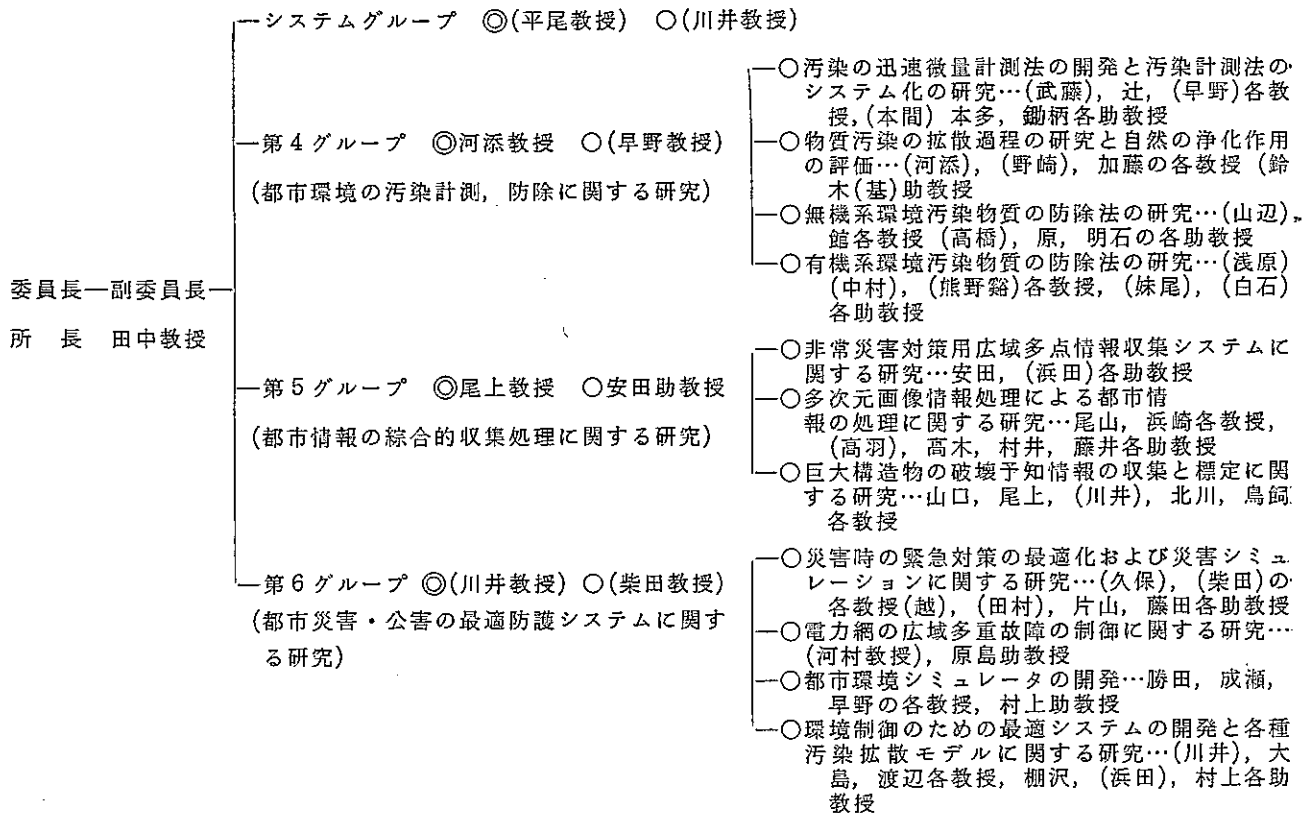 システムグループ ◎(平尾教授) ○(川井教授)
第4グループ ◎河添教授 ○(早野教授)
(都市環境の汚染計測, 防除に関する研究)
○汚染の迅速微量計測法の開発と汚染計測法の
システム化の研究…(武藤), 辻, (早野)各教
授, (本間) 本多, 鋤柄各助教授
○物質汚染の拡散過程の研究と自然の浄化作用
の評価…(河添), (野崎), 加藤の各教授 (鈴
木(基)助教授
○無機系環境汚染物質の防除法の研究…(山辺),
館各教授 (高橋), 原, 明石の各助教授
○有機系環境汚染物質の防除法の研究…(浅原)
(中村), (熊野谿)各教授, (妹尾), (白石)
各助教授
委員長―副委員長
所 長 田中教授
第5グループ ◎尾上教授 ○安田助教授
(都市情報の綜合的収集処理に関する研究)
○非常災害対策用広域多点情報収集システムに
関する研究…安田, (浜田)各助教授
○多次元画像情報処理による都市情
報の処理に関する研究…尾山, 浜崎各教授,
(高羽), 高木, 村井, 藤井各助教授
○巨大構造物の破壊予知情報の収集と標定に関
する研究…山口, 尾上, (川井), 北川, 鳥飼
各教授
第6グループ ◎(川井教授) ○(柴田教授)
(都市災害・公害の最適防護システムに関す
る研究)
○災害時の緊急対策の最適化および災害シミュ
レーションに関する研究…(久保), (柴田)の
各教授(越), (田村), 片山, 藤田各助教授
○電力網の広域多重故障の制御に関する研究…
(河村教授), 原島助教授
○都市環境シミュレータの開発…勝田, 成瀬,
早野の各教授, 村上助教授
○環境制御のための最適システムの開発と各種
汚染拡散モデルに関する研究…(川井), 大
島, 渡辺各教授, 棚沢, (浜田), 村上各助
教授